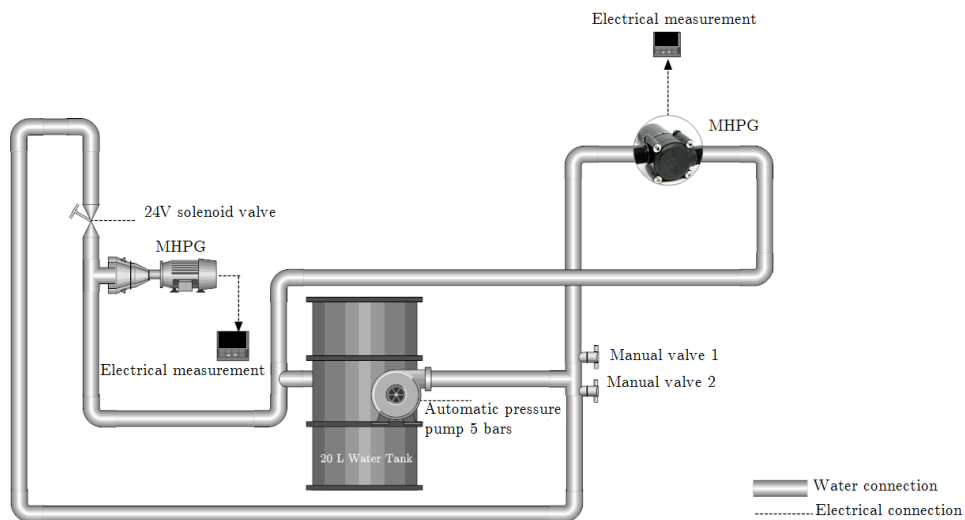 Electrical measurement
MHPG
24V solenoid valve
MHPG
Electrical measurement
Manual valve 1
Manual valve 2
Automatic pressure
pump 5 bars
20 L Water Tank
Water connection
Electrical connection